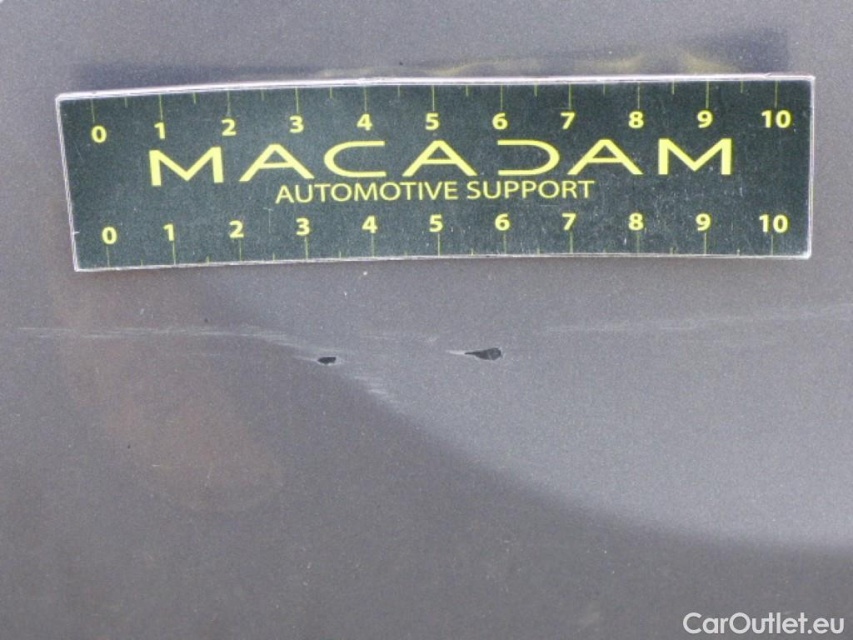 0 1 2 3 4 5 6 7 8 9 10
MACADAM
AUTOMOTIVE SUPPORT
0 1 2 3 4 5 6 7 8 9 10
CarOutlet.eu